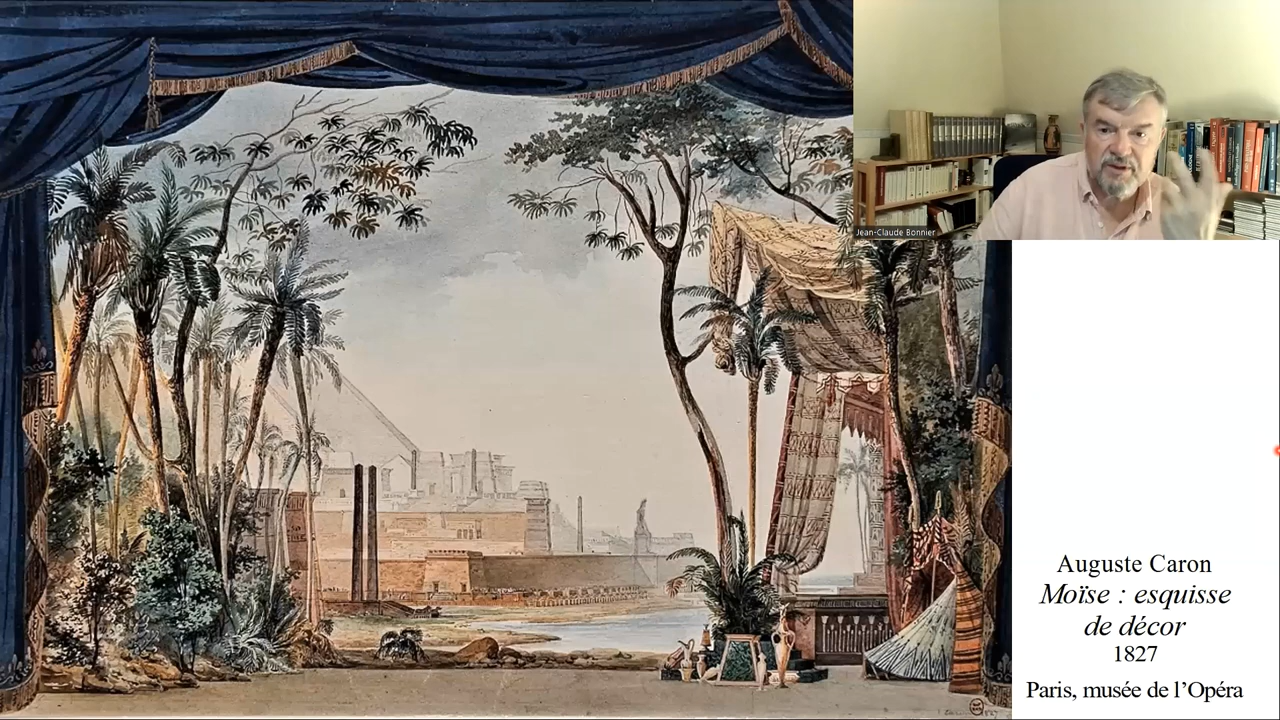 Jean-Claude Bonnier
Auguste Caron
Moïse : esquisse
de décor
1827
Paris, musée de l'Opéra